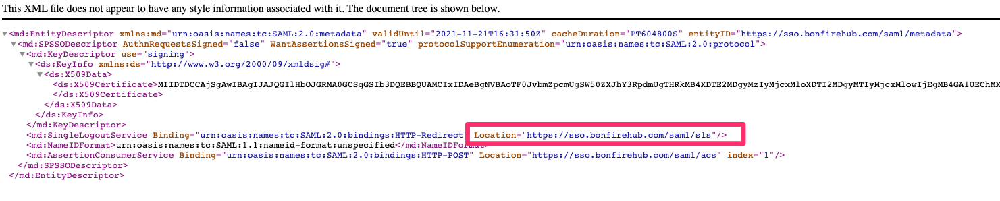 This XML file does not appear to have any style information associated with it. The document tree is shown below.
<md:EntityDescriptor xmlns:md="urn:oasis:names:tc:SAML:2.0:metadata" validUntil="2021-11-21T16:31:50Z" cacheDuration="PT604800S" entityID="https://sso.bonfirehub.com/saml/metadata">
<md:SPSSODescriptor AuthnRequestsSigned="false" WantAssertionsSigned="true" protocolSupportEnumeration="urn:oasis:names:tc:SAML:2.0:protocol">
<md:KeyDescriptor use="signing">
<ds:KeyInfo xmlns:ds="http://www.w3.org/2000/09/xmldsig#">
<ds:X509Data>
<ds:X509Certificate>MIIDTDCCAjSgAwIBAgIJAJQGIlHbOJGRMA0GCSqGSIb3DQEBBQUAMCIxIDAeBgNVBAoTF0JvbmZpcmUgSW50ZXJhY3RpdmUgTHRkMB4XDTE2MDgyMzIyMjcxMloXDTI2MDgyMTIyMjcxMlowIjEgMB4GA1UEChMX
</ds:X509Certificate>
</ds:X509Data>
</ds:KeyInfo>
</md:KeyDescriptor>
<md:SingleLogoutService Binding="urn:oasis:names:tc:SAML:2.0:bindings:HTTP-Redirect" Location="https://sso.bonfirehub.com/saml/sls"/>
<md:NameIDFormat>urn:oasis:names:tc:SAML:1.1:nameid-format:unspecified</md:NameIDFormat>
<md:AssertionConsumerService Binding="urn:oasis:names:tc:SAML:2.0:bindings:HTTP-POST" Location="https://sso.bonfirehub.com/saml/acs" index="1"/>
</md:SPSSODescriptor>
</md:EntityDescriptor>